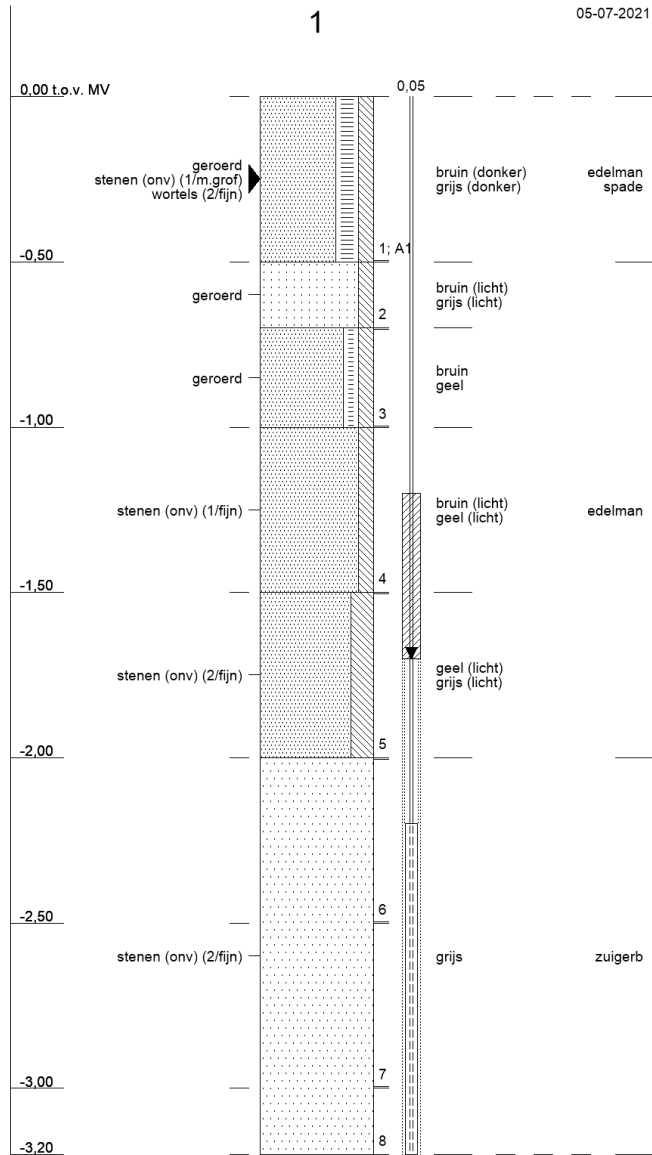 1
05-07-2021
0,00 t.o.v. MV
0,05
geroerd
stenen (onv) (1/m.grof)
wortels (2/fijn)
bruin (donker)
grijs (donker)
edelman
spade
1; A1
-0,50
geroerd
bruin (licht)
grijs (licht)
2
geroerd
bruin
geel
3
-1,00
stenen (onv) (1/fijn)
bruin (licht)
geel (licht)
edelman
4
-1,50
stenen (onv) (2/fijn)
geel (licht)
grijs (licht)
5
-2,00
6
-2,50
stenen (onv) (2/fijn)
grijs
zuigerb
7
-3,00
8
-3,20